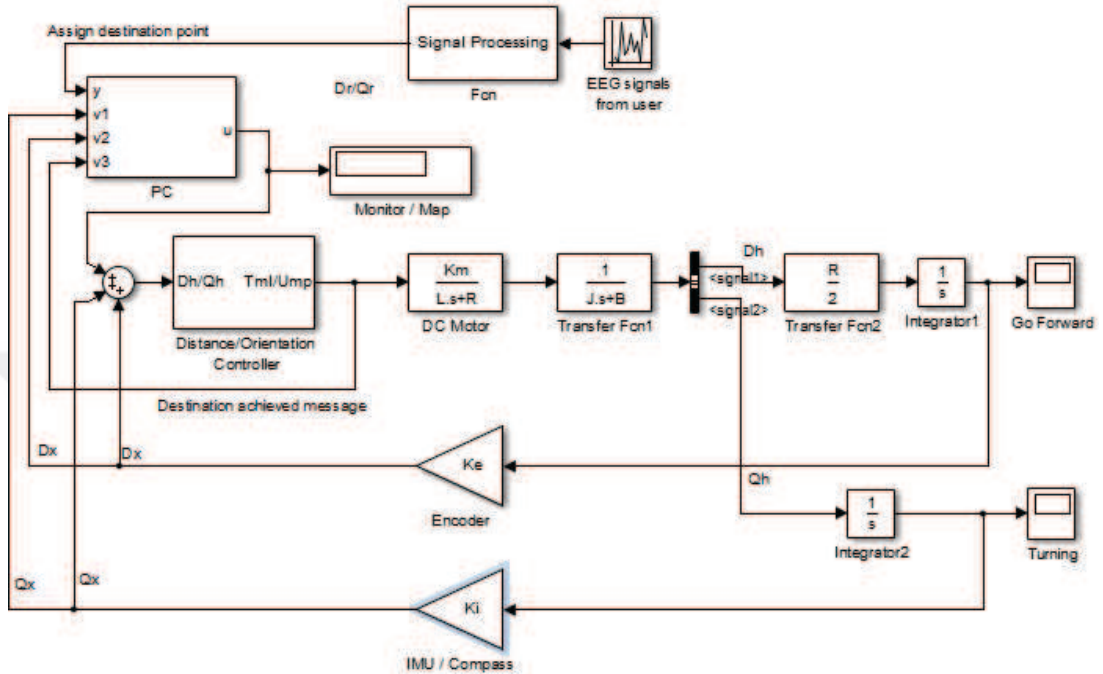 Assign destination point
Signal Processing
Fcn
EEG signals
from user
Dr/Qr
y
v1
v2
v3
u
PC
Monitor / Map
Dh/Qh
Tml/Ump
Distance/Orientation
Controller
Km
L.s+R
DC Motor
1
J.s+B
Transfer Fcn1
Dh
<signal1>
<signal2>
R
2
Transfer Fcn2
1
s
Integrator1
Go Forward
Destination achieved message
Dx
Dx
Ke
Encoder
Qh
1
s
Integrator2
Turning
Qx
Qx
Ki
IMU / Compass